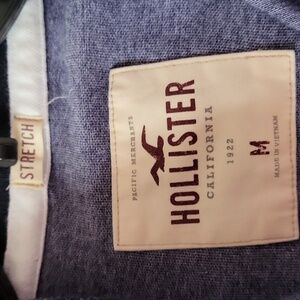 STRETCH
PACIFIC MERCHANTS
HOLLISTER
CALIFORNIA
1922
M
MADE IN VIETNAM